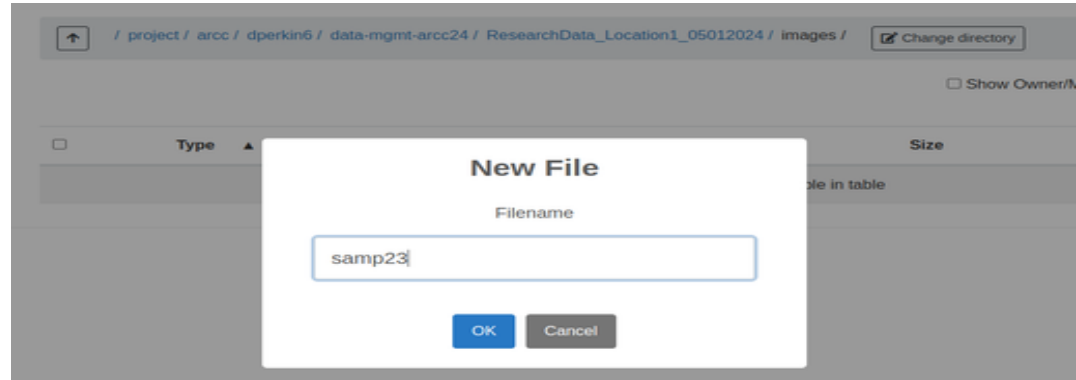 / project / arcc / dperkin6 / data-mgmt-arcc24 / ResearchData_Location1_05012024 / images / Change directory
Show Owner/
Type Size
New File
in table
Filename
samp23
OK Cancel